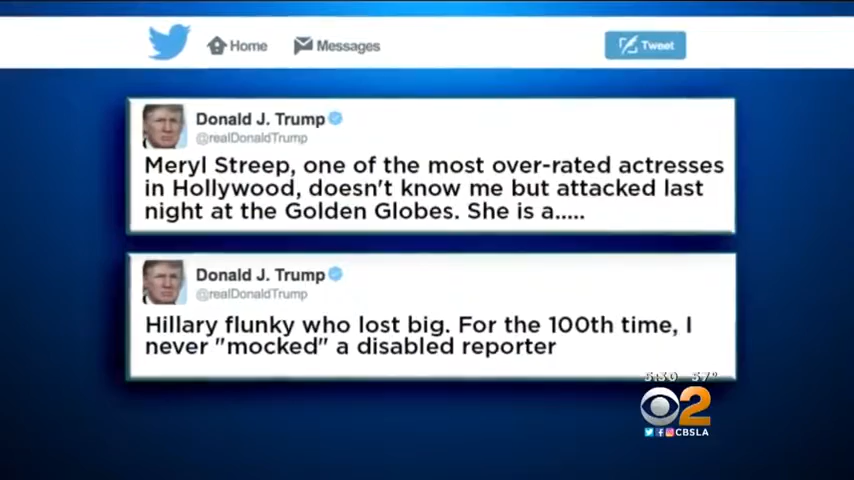 Home Messages Tweet
Donald J. Trump
@realDonaldTrump
Meryl Streep, one of the most over-rated actresses
in Hollywood, doesn't know me but attacked last
night at the Golden Globes. She is a.....
Donald J. Trump
@realDonaldTrump
Hillary flunky who lost big. For the 100th time, I
never "mocked" a disabled reporter
57°
2
CBSLA